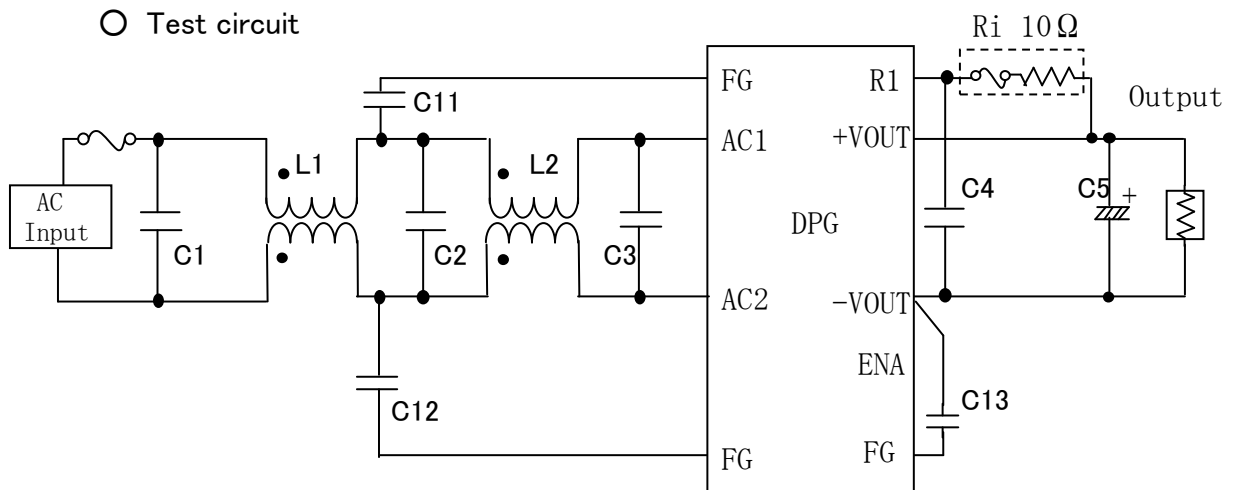 ○ Test circuit
Ri 10Ω
FG
R1
C11
Output
AC1
+VOUT
L1
L2
C4
C5
+
AC
Input
DPG
C1
C2
C3
AC2
-VOUT
ENA
C12
C13
FG
FG